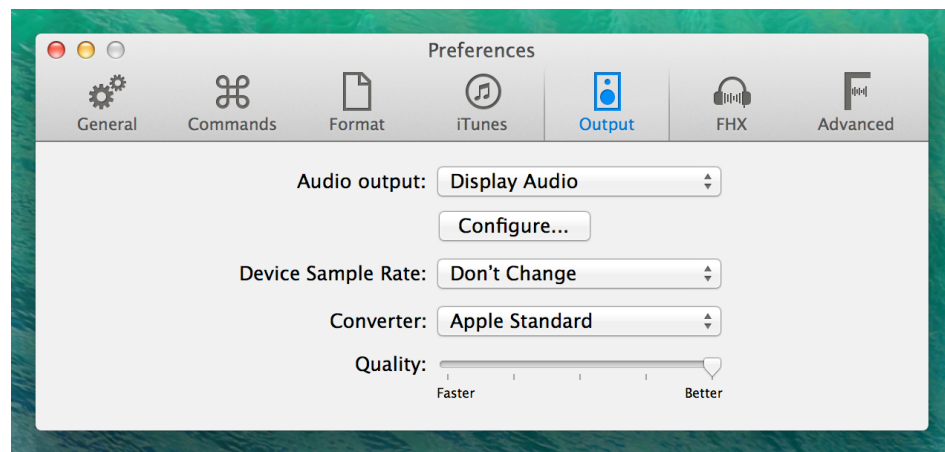 Preferences
General Commands Format iTunes Output FHX Advanced
Audio output: Display Audio
Configure...
Device Sample Rate: Don't Change
Converter: Apple Standard
Quality:
Faster Better